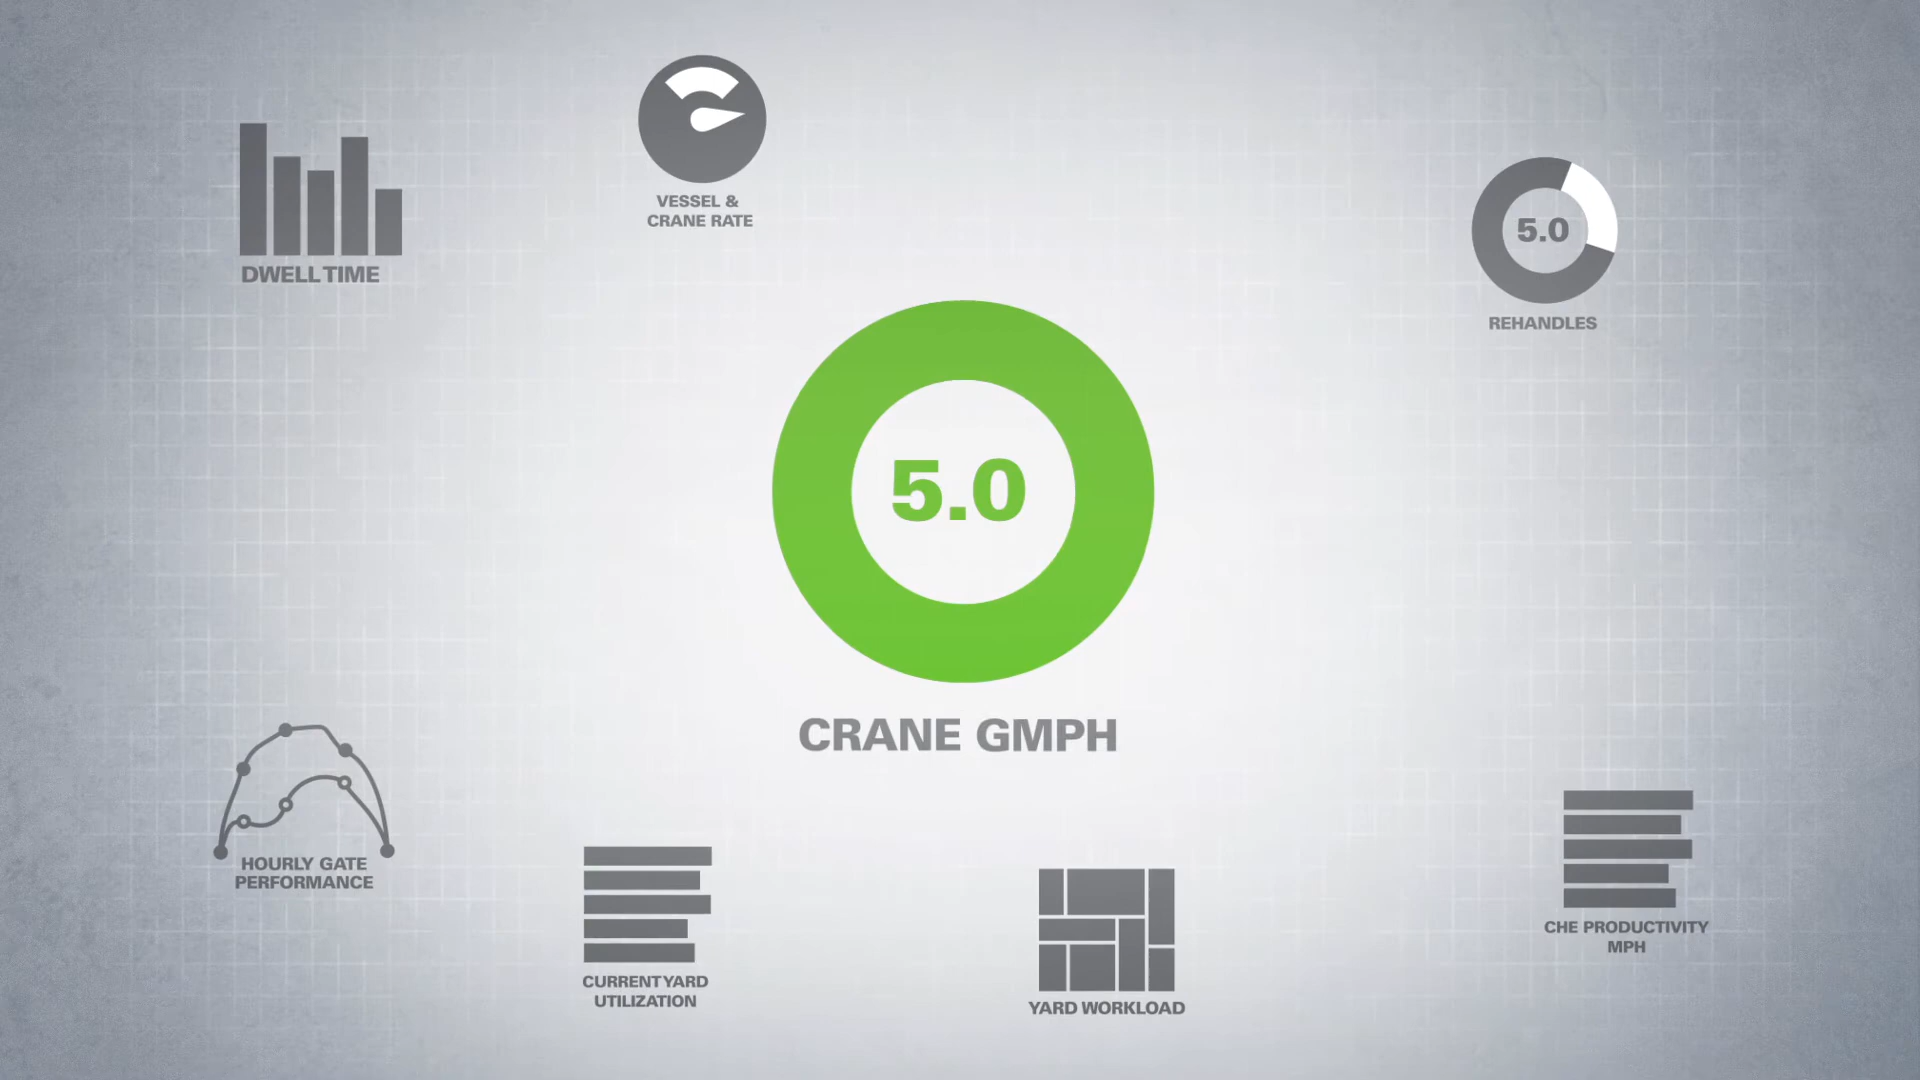 VESSEL &
CRANE RATE
DWELL TIME
5.0
REHANDLES
5.0
CRANE GMPH
HOURLY GATE
PERFORMANCE
CURRENT YARD
UTILIZATION
YARD WORKLOAD
CHE PRODUCTIVITY
MPH